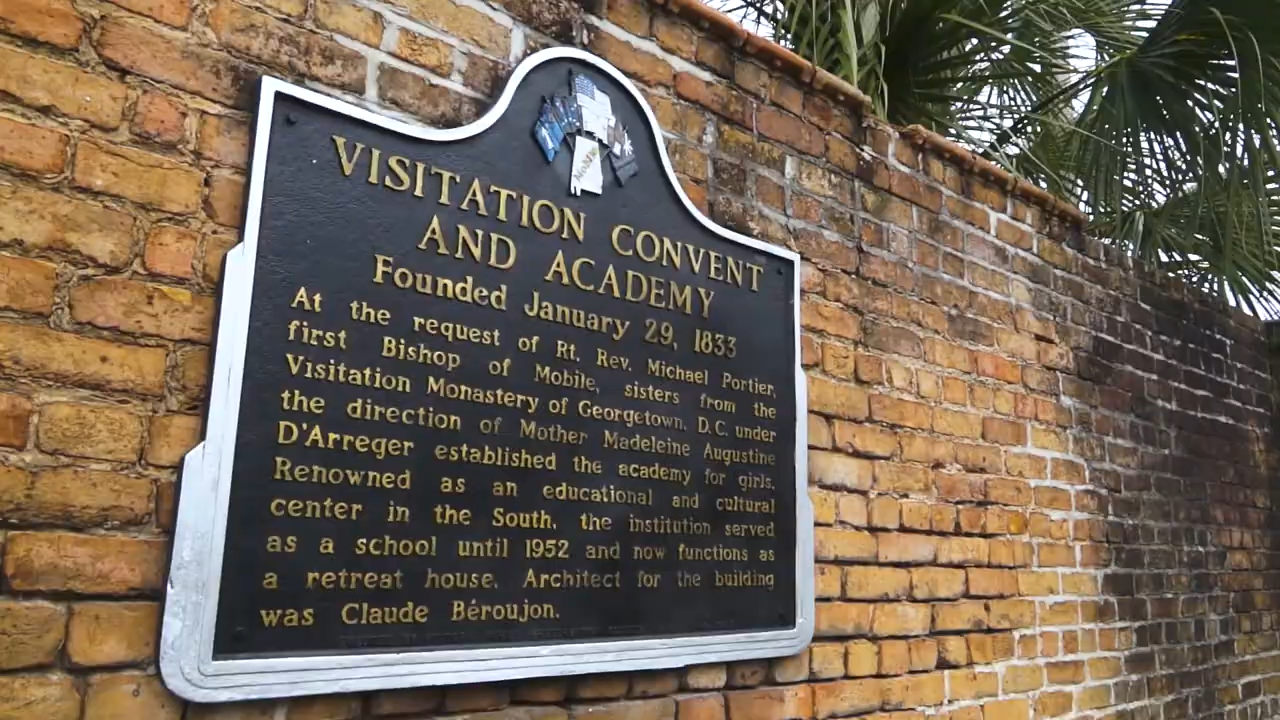 MOBILE
VISITATION CONVENT
AND ACADEMY
Founded January 29, 1833
At the request of Rt. Rev. Michael Portier,
first Bishop of Mobile, sisters from the
Visitation Monastery of Georgetown, D.C. under
the direction of Mother Madeleine Augustine
D'Arreger established the academy for girls.
Renowned as an educational and cultural
center in the South, the institution served
as a school until 1952 and now functions as
a retreat house. Architect for the building
was Claude Béroujon.